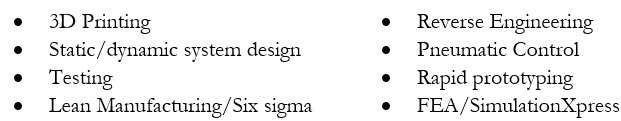 • 3D Printing
• Static/dynamic system design
• Testing
• Lean Manufacturing/Six sigma
• Reverse Engineering
• Pneumatic Control
• Rapid prototyping
• FEA/SimulationXpress